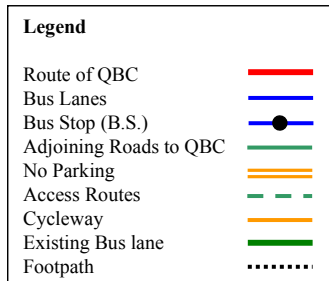 Legend
Route of QBC
Bus Lanes
Bus Stop (B.S.)
Adjoining Roads to QBC
No Parking
Access Routes
Cycleway
Existing Bus lane
Footpath